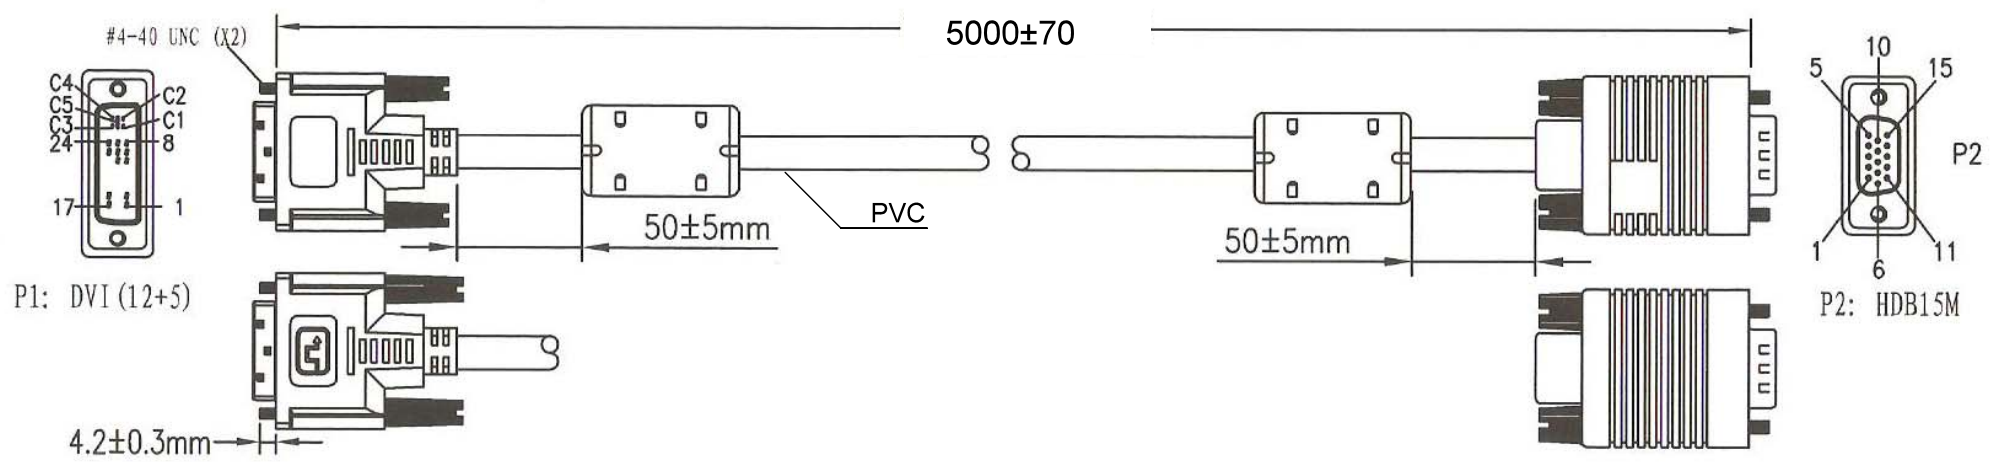 #4-40 UNC (X2)
5000±70
C4
C5
C3
24
17
C2
C1
8
1
P1: DVI(12+5)
50±5mm
PVC
50±5mm
4.2±0.3mm
10
5
15
P2
1
11
6
P2: HDB15M